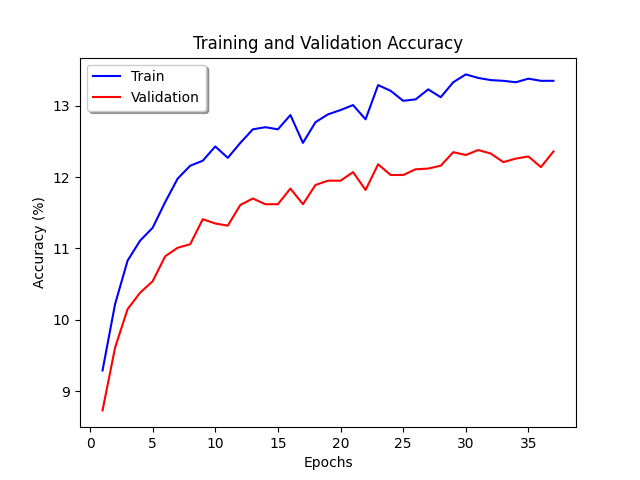 Training and Validation Accuracy
Train
Validation
13
12
11
10
9
Accuracy (%)
0 5 10 15 20 25 30 35
Epochs